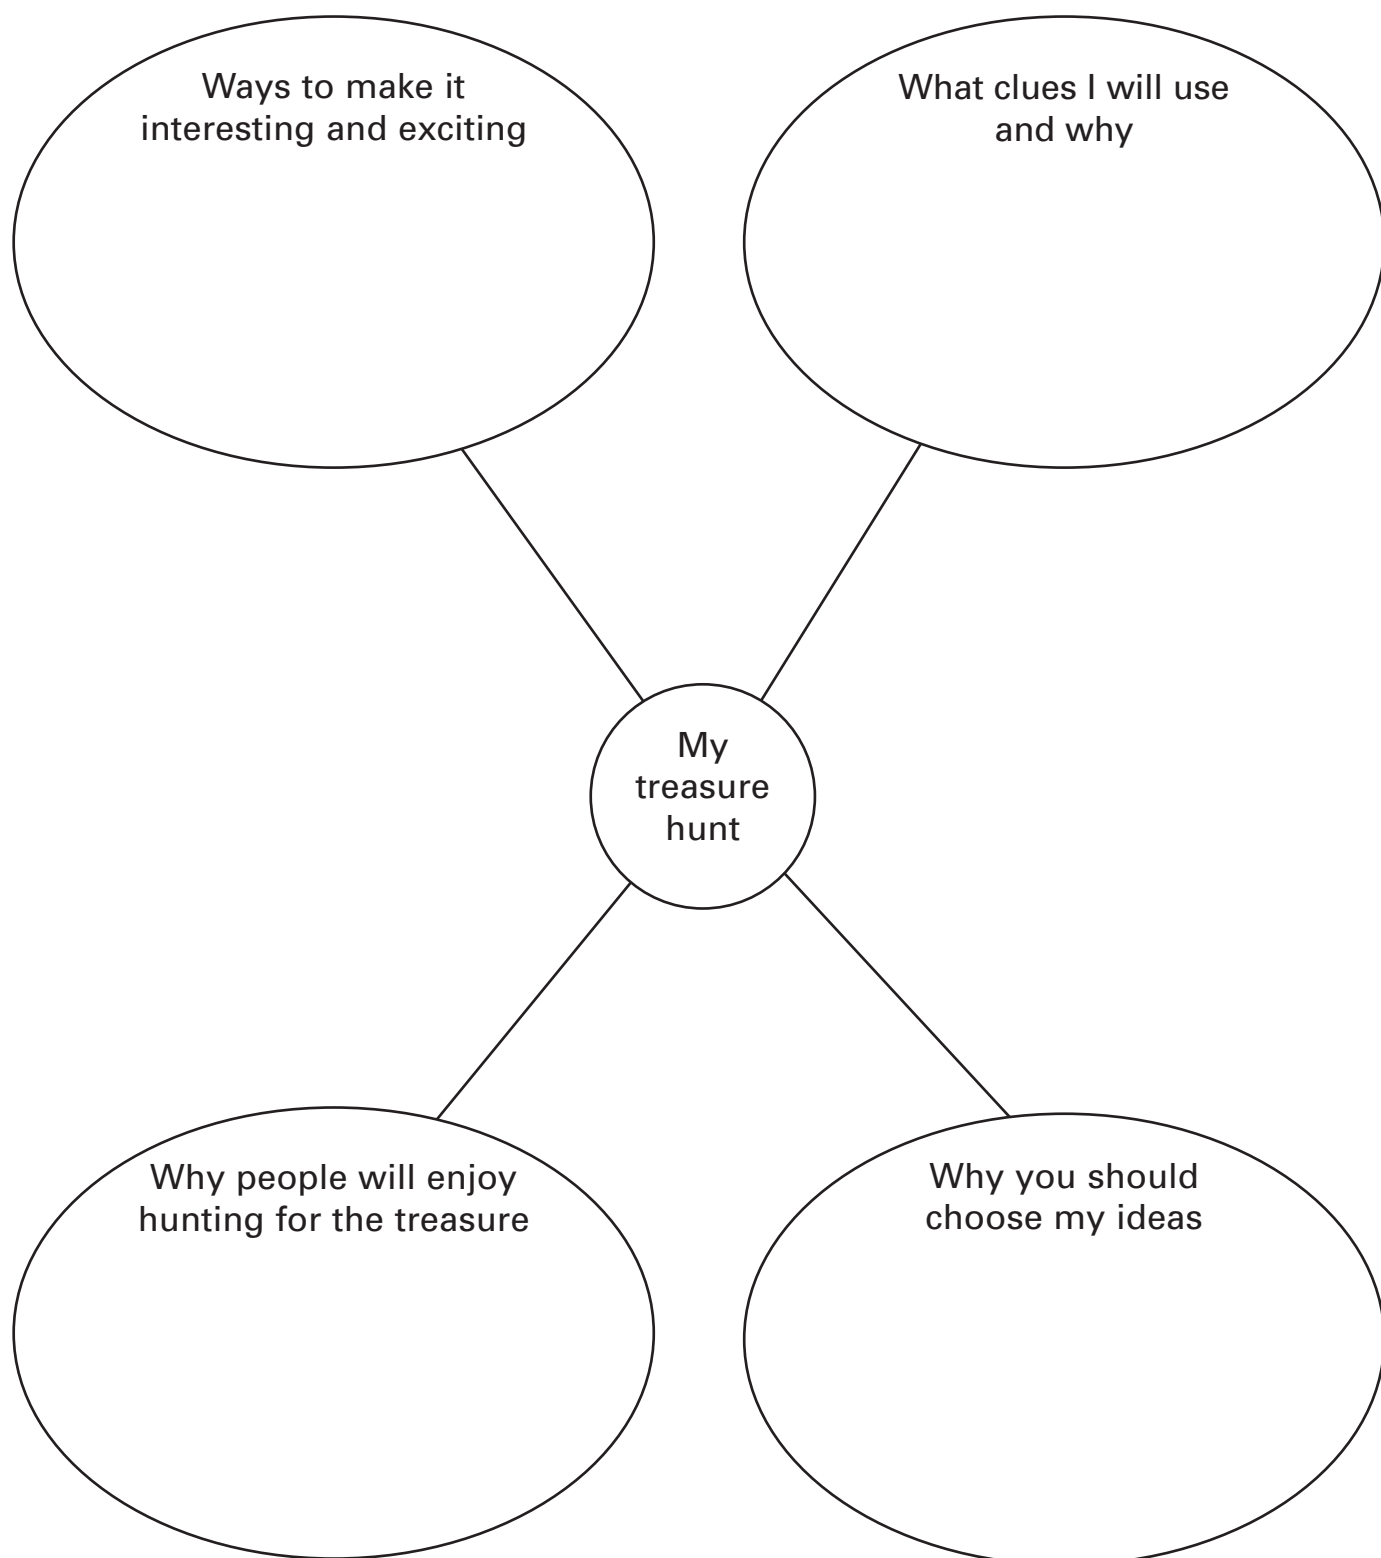 Ways to make it
interesting and exciting
What clues I will use
and why
My
treasure
hunt
Why people will enjoy
hunting for the treasure
Why you should
choose my ideas